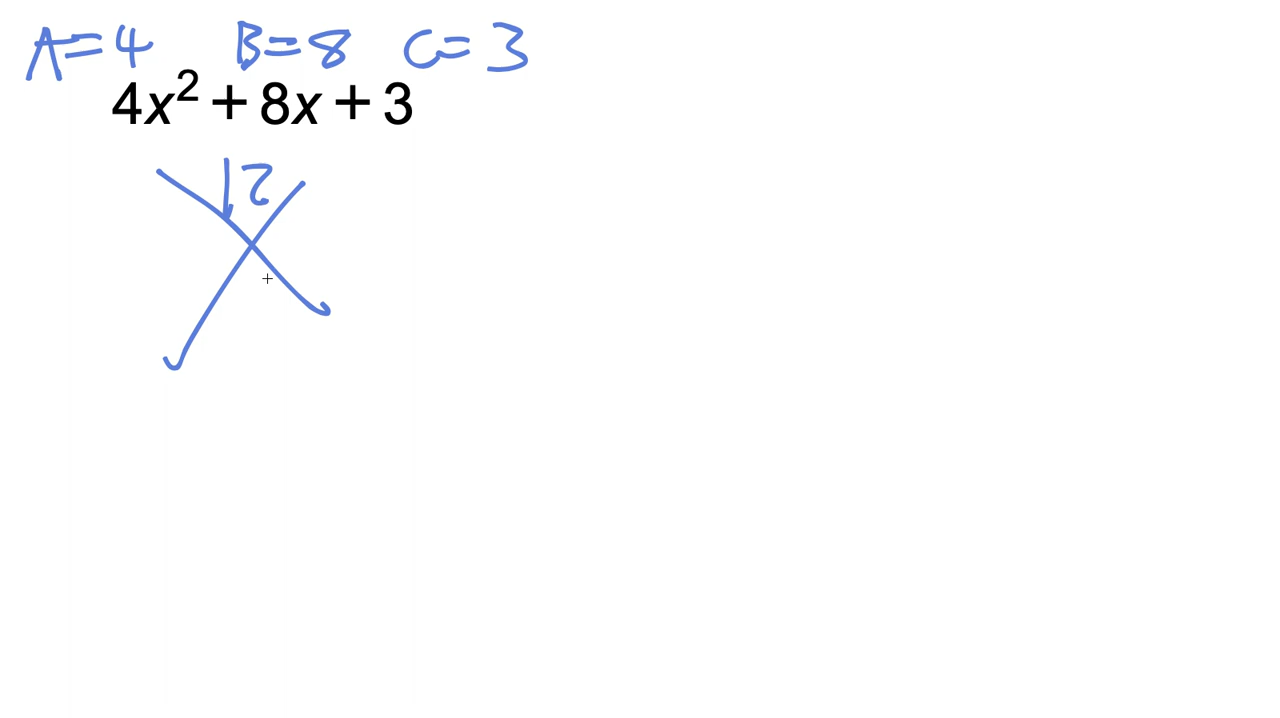 A=4 B=8 C=3
4x² + 8x + 3
12